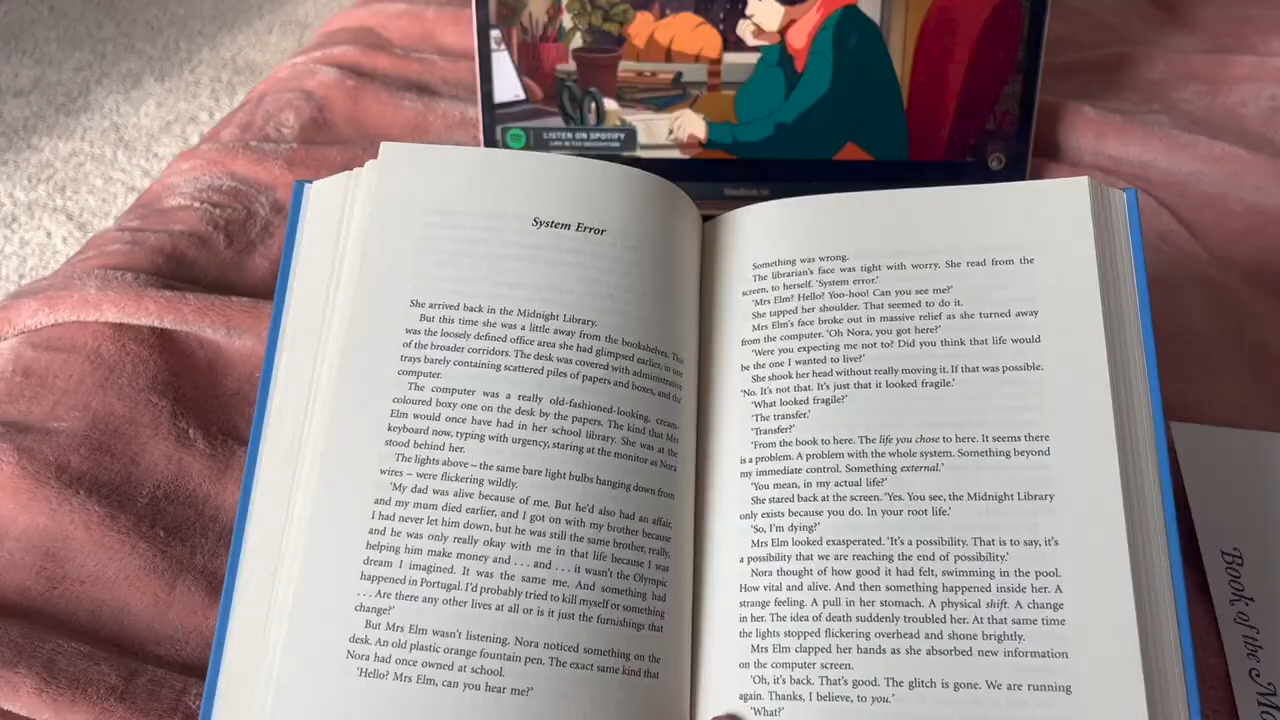 LISTEN ON SPOTIFY
System Error
She arrived back in the Midnight Library.
But this time she was a little away from the bookshelves. This
was the loosely defined office area she had glimpsed earlier, in one
of the broader corridors. The desk was covered with administrative
trays barely containing scattered piles of papers and boxes, and the
computer.
The computer was a really old-fashioned-looking, cream-
coloured boxy one on the desk by the papers. The kind that Mrs
Elm would once have had in her school library. She was at the
keyboard now, typing with urgency, staring at the monitor as Nora
stood behind her.
The lights above – the same bare light bulbs hanging down from
wires – were flickering wildly.
'My dad was alive because of me. But he'd also had an affair,
and my mum died earlier, and I got on with my brother because
I had never let him down, but he was still the same brother, really,
and he was only really okay with me in that life because I was
helping him make money and . . . and . . . it wasn't the Olympic
dream I imagined. It was the same me. And something had
happened in Portugal. I'd probably tried to kill myself or something
. . . Are there any other lives at all or is it just the furnishings that
change?'
But Mrs Elm wasn't listening. Nora noticed something on the
desk. An old plastic orange fountain pen. The exact same kind that
Nora had once owned at school.
'Hello? Mrs Elm, can you hear me?'
Something was wrong.
The librarian's face was tight with worry. She read from the
screen, to herself. 'System error.'
'Mrs Elm? Hello? Yoo-hoo! Can you see me?'
She tapped her shoulder. That seemed to do it.
Mrs Elm's face broke out in massive relief as she turned away
from the computer. 'Oh Nora, you got here?'
'Were you expecting me not to? Did you think that life would
be the one I wanted to live?'
She shook her head without really moving it. If that was possible.
'No. It's not that. It's just that it looked fragile.'
'What looked fragile?'
'The transfer.'
'Transfer?'
'From the book to here. The life you chose to here. It seems there
is a problem. A problem with the whole system. Something beyond
my immediate control. Something external.'
'You mean, in my actual life?'
She stared back at the screen. 'Yes. You see, the Midnight Library
only exists because you do. In your root life.'
'So, I'm dying?'
Mrs Elm looked exasperated. 'It's a possibility. That is to say, it's
a possibility that we are reaching the end of possibility.'
Nora thought of how good it had felt, swimming in the pool.
How vital and alive. And then something happened inside her. A
strange feeling. A pull in her stomach. A physical shift. A change
in her. The idea of death suddenly troubled her. At that same time
the lights stopped flickering overhead and shone brightly.
Mrs Elm clapped her hands as she absorbed new information
on the computer screen.
'Oh, it's back. That's good. The glitch is gone. We are running
again. Thanks, I believe, to you.'
'What?'
Book of the